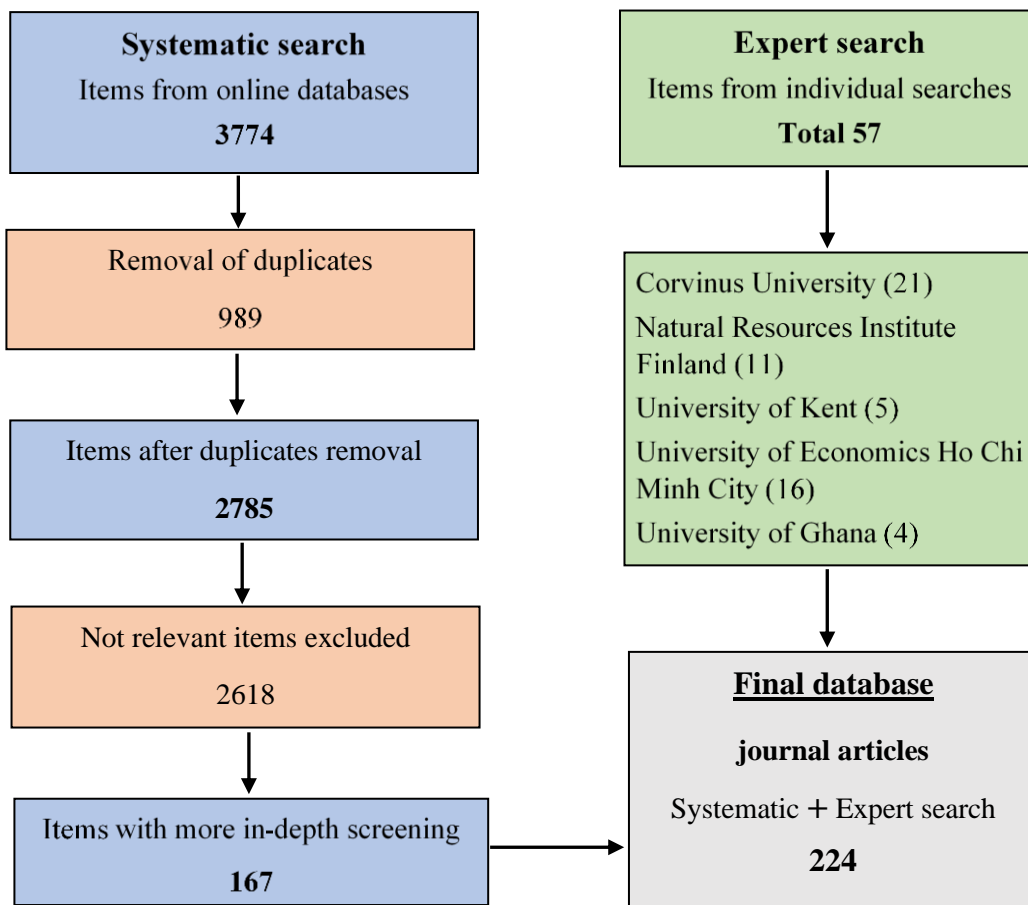 Systematic search
Items from online databases
3774
Removal of duplicates
989
Items after duplicates removal
2785
Not relevant items excluded
2618
Items with more in-depth screening
167
Expert search
Items from individual searches
Total 57
Corvinus University (21)
Natural Resources Institute
Finland (11)
University of Kent (5)
University of Economics Ho Chi
Minh City (16)
University of Ghana (4)
Final database
journal articles
Systematic + Expert search
224